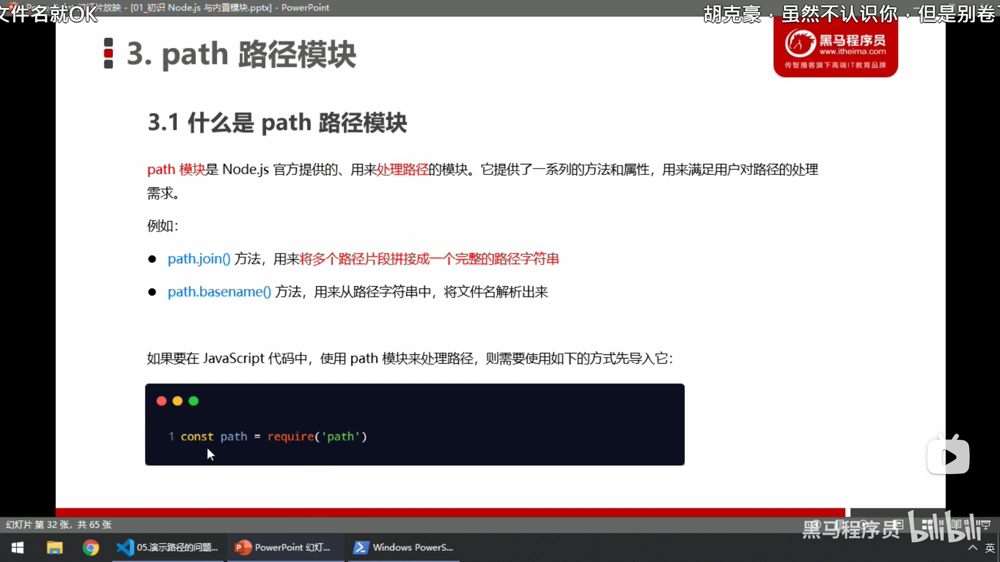 幻灯片放映 - [01_初识 Node.js 与内置模块.pptx] - PowerPoint
文件名就OK
胡克豪，虽然不认识你，但是别卷
黑马程序员
www.itheima.com
传智播客旗下高端IT教育品牌
3. path 路径模块
3.1 什么是 path 路径模块
path 模块是 Node.js 官方提供的、用来处理路径的模块。它提供了一系列的方法和属性，用来满足用户对路径的处理
需求。
例如：
● path.join() 方法，用来将多个路径片段拼接成一个完整的路径字符串
● path.basename() 方法，用来从路径字符串中，将文件名解析出来
如果要在 JavaScript 代码中，使用 path 模块来处理路径，则需要使用如下的方式先导入它：
1 const path = require('path')
幻灯片 第 32 张，共 65 张
黑马程序员 bilibili
05.演示路径的问题...
PowerPoint 幻灯...
Windows PowerS...
英